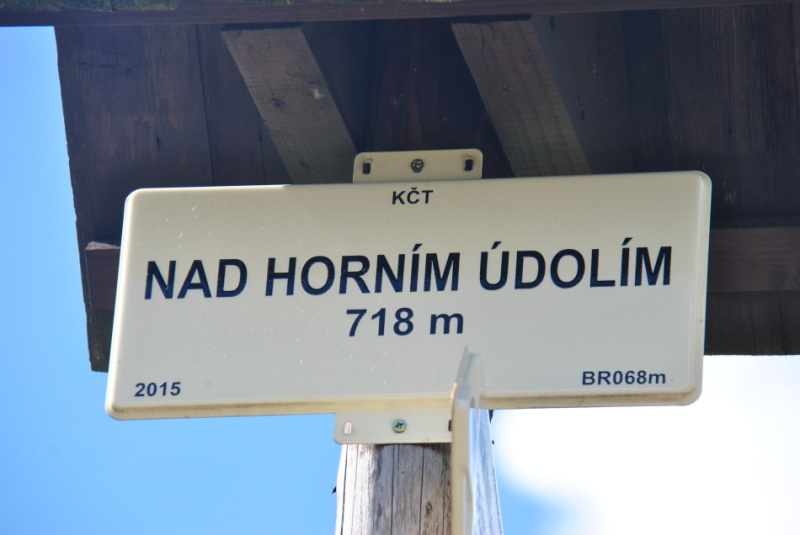 KČT
NAD HORNÍM ÚDOLÍM
718 m
2015
BR068m